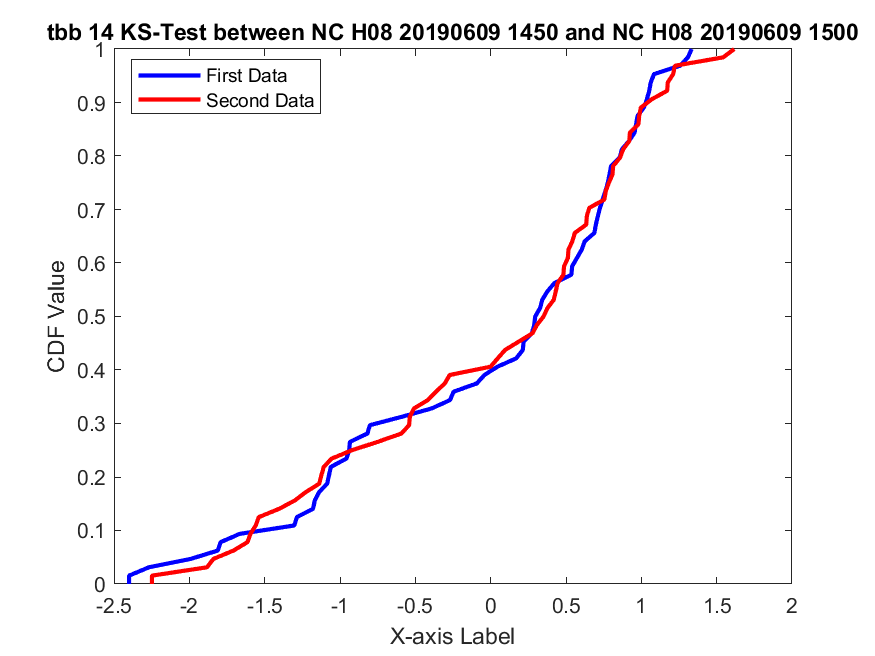 tbb 14 KS-Test between NC H08 20190609 1450 and NC H08 20190609 1500
First Data
Second Data
1
0.9
0.8
0.7
0.6
0.5
0.4
0.3
0.2
0.1
0
CDF Value
-2.5 -2 -1.5 -1 -0.5 0 0.5 1 1.5 2
X-axis Label